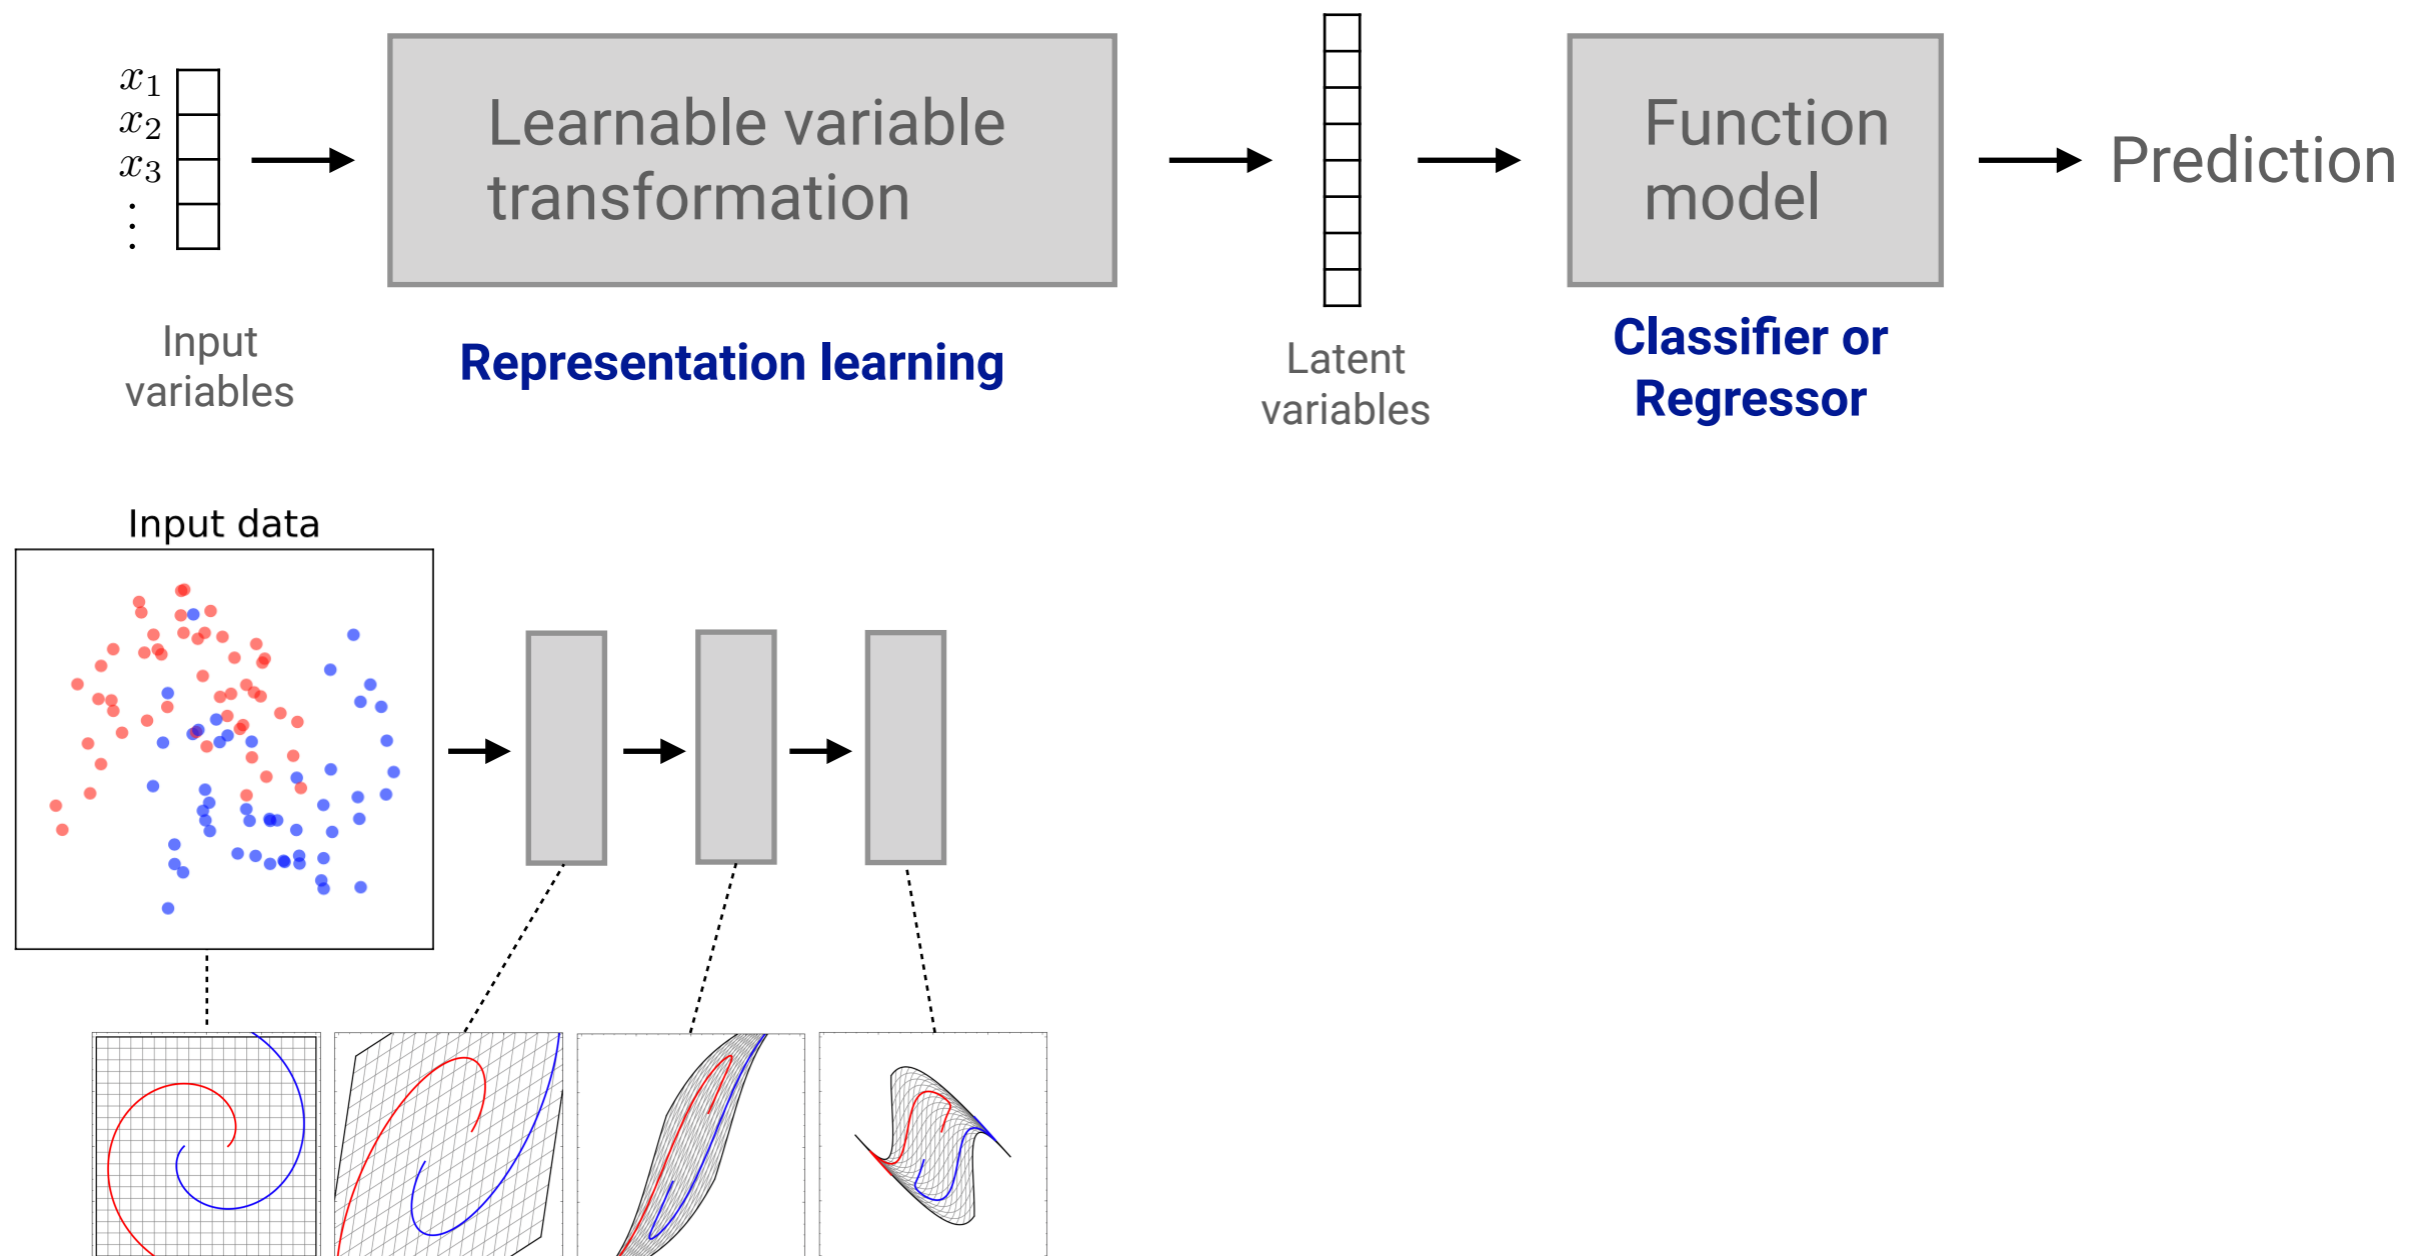 x1
x2
x3
⋮
Learnable variable
transformation
Function
model
Prediction
Input
variables
Representation learning
Latent
variables
Classifier or
Regressor
Input data